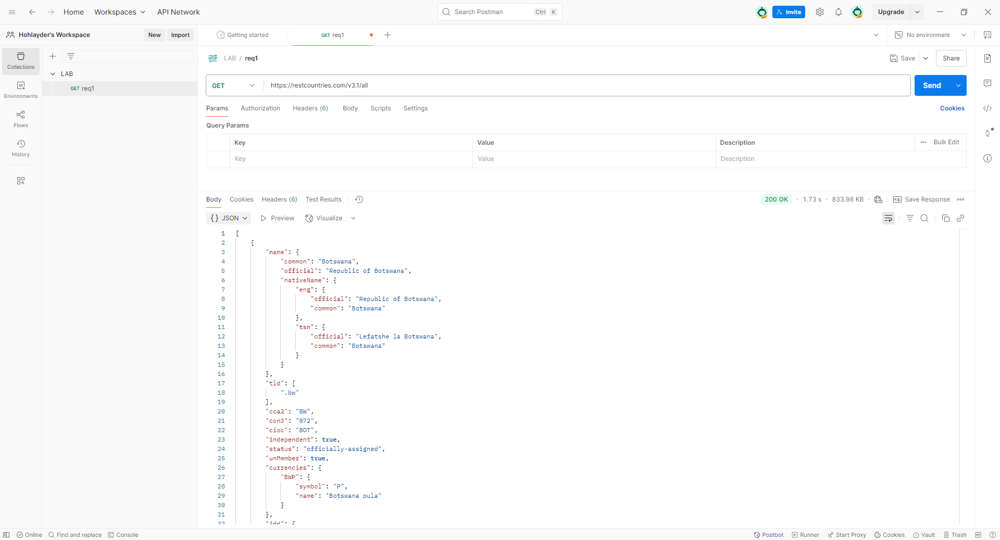 Home Workspaces API Network Search Postman Ctrl K Invite Upgrade
Hohlayder's Workspace New Import Getting started GET req1 No environment
Collections
Environments
Flows
History
LAB
GET req1
LAB / req1 Save Share
GET https://restcountries.com/v3.1/all Send
Params Authorization Headers (6) Body Scripts Settings Cookies
Query Params
Key Value Description Bulk Edit
Key Value Description
Body Cookies Headers (6) Test Results 200 OK 1.73 s 833.98 KB e.g. Save Response
{} JSON Preview Visualize
1 [
2 {
3 "name": {
4 "common": "Botswana",
5 "official": "Republic of Botswana",
6 "nativeName": {
7 "eng": {
8 "official": "Republic of Botswana",
9 "common": "Botswana"
10 },
11 "tsn": {
12 "official": "Lefatshe la Botswana",
13 "common": "Botswana"
14 }
15 }
16 },
17 "tld": [
18 ".bw"
19 ],
20 "cca2": "BW",
21 "ccn3": "072",
22 "cioc": "BOT",
23 "independent": true,
24 "status": "officially-assigned",
25 "unMember": true,
26 "currencies": {
27 "BWP": {
28 "symbol": "P",
29 "name": "Botswana pula"
30 }
31 },
32 "idd": {
Online Find and replace Console Postbot Runner Start Proxy Cookies Vault Trash